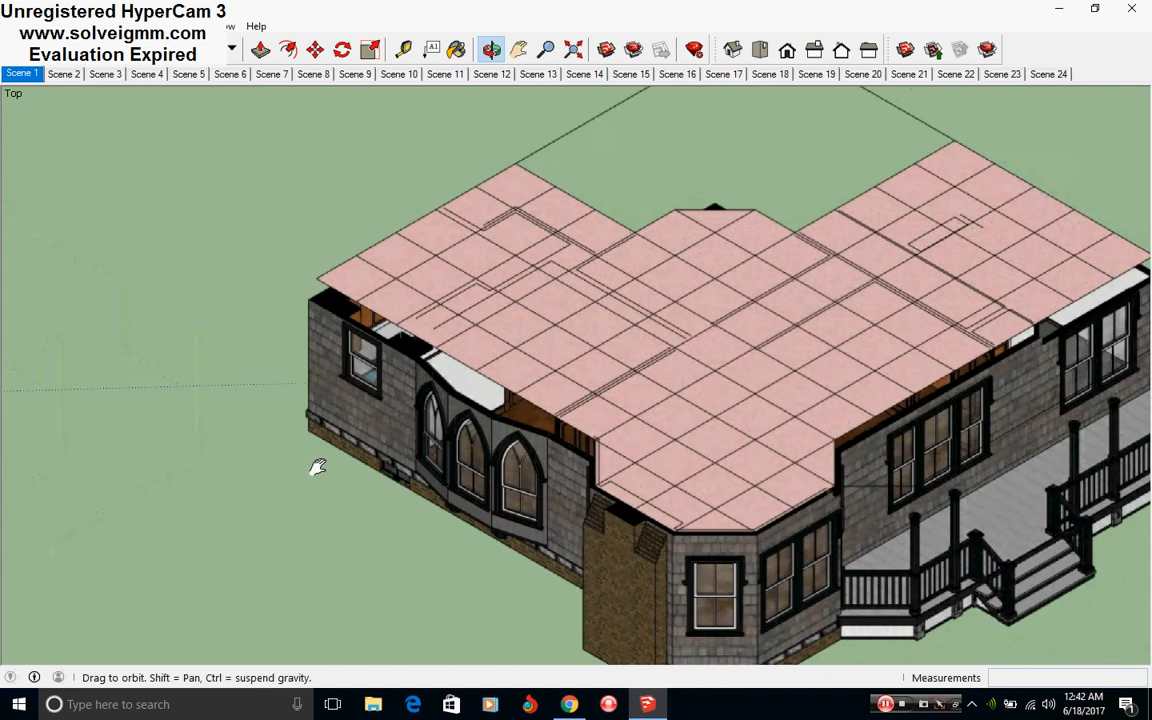 Unregistered HyperCam 3
www.solveigmm.com
Evaluation Expired
Help
Scene 1 Scene 2 Scene 3 Scene 4 Scene 5 Scene 6 Scene 7 Scene 8 Scene 9 Scene 10 Scene 11 Scene 12 Scene 13 Scene 14 Scene 15 Scene 16 Scene 17 Scene 18 Scene 19 Scene 20 Scene 21 Scene 22 Scene 23 Scene 24
Top
Drag to orbit. Shift = Pan, Ctrl = suspend gravity.
Measurements
Type here to search
12:42 AM
6/18/2017